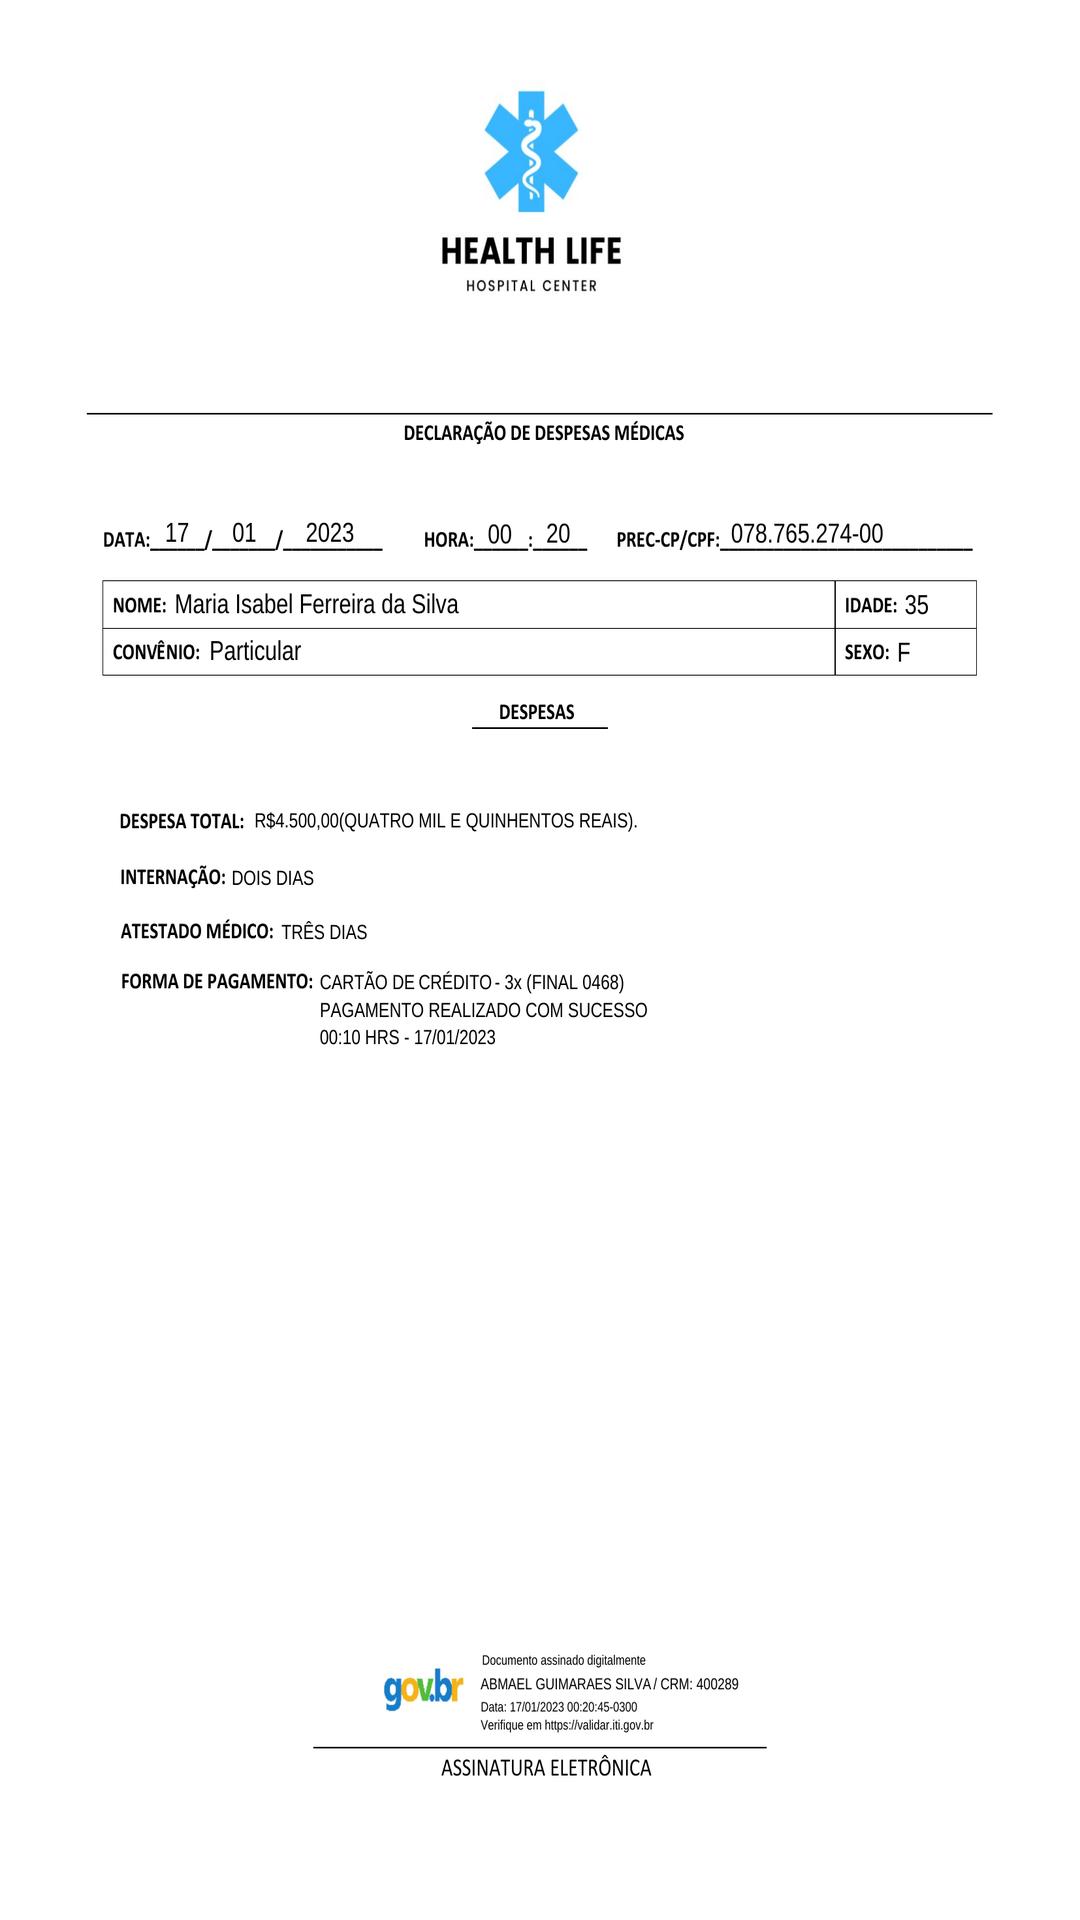 HEALTH LIFE
HOSPITAL CENTER
DECLARAÇÃO DE DESPESAS MÉDICAS
DATA: 17 / 01 / 2023 HORA: 00 : 20 PREC-CP/CPF: 078.765.274-00
NOME: Maria Isabel Ferreira da Silva IDADE: 35
CONVÊNIO: Particular SEXO: F
DESPESAS
DESPESA TOTAL: R$4.500,00(QUATRO MIL E QUINHENTOS REAIS).
INTERNAÇÃO: DOIS DIAS
ATESTADO MÉDICO: TRÊS DIAS
FORMA DE PAGAMENTO: CARTÃO DE CRÉDITO - 3x (FINAL 0468)
PAGAMENTO REALIZADO COM SUCESSO
00:10 HRS - 17/01/2023
gov.br
Documento assinado digitalmente
ABMAEL GUIMARAES SILVA / CRM: 400289
Data: 17/01/2023 00:20:45-0300
Verifique em https://validar.iti.gov.br
ASSINATURA ELETRÔNICA